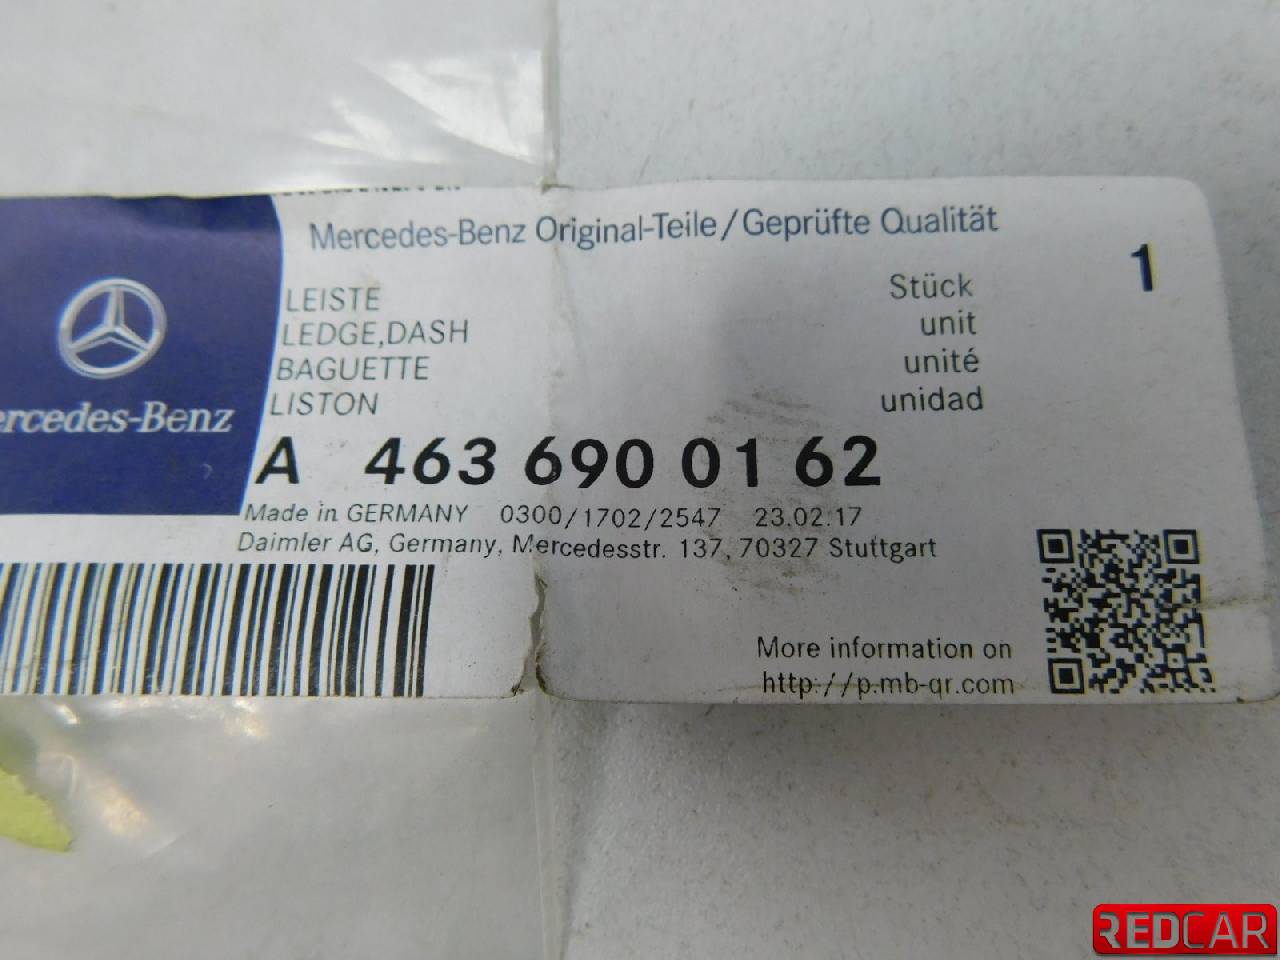 Mercedes-Benz Original-Teile/Geprüfte Qualität
1
LEISTE
LEDGE,DASH
BAGUETTE
LISTON
Stück
unit
unité
unidad
ercedes-Benz
A 463 690 01 62
Made in GERMANY 0300/1702/2547 23.02.17
Daimler AG, Germany, Mercedesstr. 137, 70327 Stuttgart
More information on
http://p.mb-qr.com
REDCAR